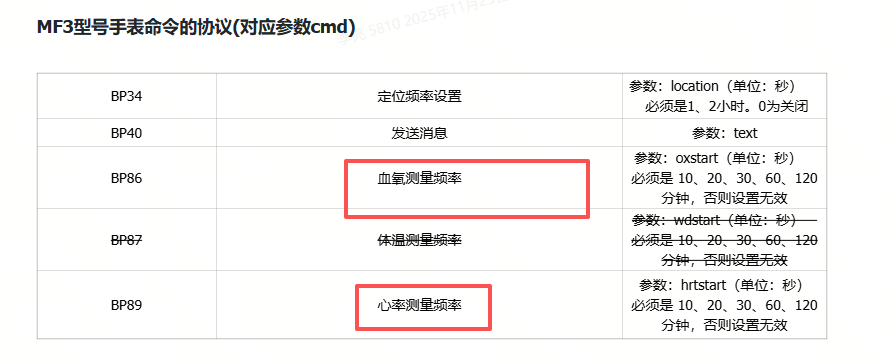 MF3型号手表命令的协议(对应参数cmd)
BP34
定位频率设置
参数：location（单位：秒）
必须是1、2小时。0为关闭
BP40
发送消息
参数：text
BP86
血氧测量频率
参数：oxstart（单位：秒）
必须是 10、20、30、60、120
分钟，否则设置无效
BP87
体温测量频率
参数：wdstart（单位：秒）
必须是 10、20、30、60、120
分钟，否则设置无效
BP89
心率测量频率
参数：hrtstart（单位：秒）
必须是 10、20、30、60、120
分钟，否则设置无效